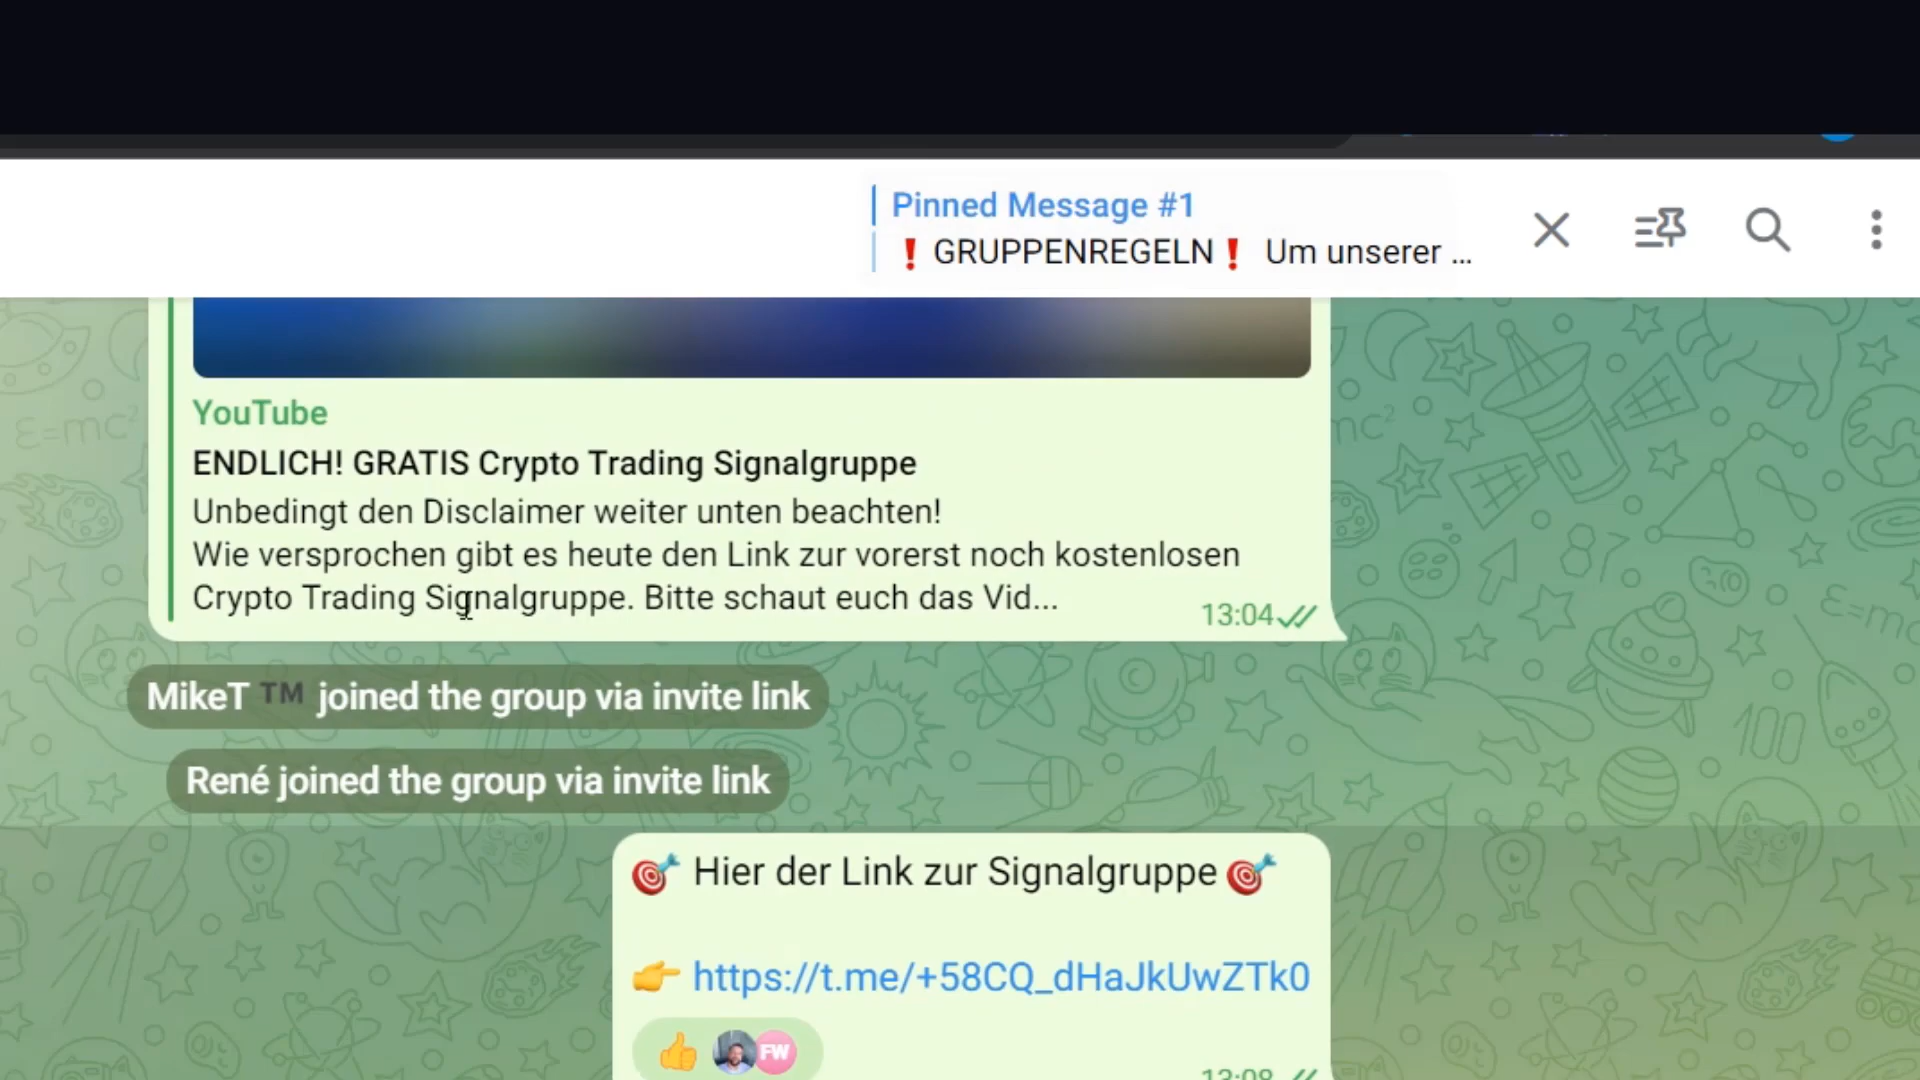 Pinned Message #1
❗ GRUPPENREGELN❗ Um unserer ...
YouTube
ENDLICH! GRATIS Crypto Trading Signalgruppe
Unbedingt den Disclaimer weiter unten beachten!
Wie versprochen gibt es heute den Link zur vorerst noch kostenlosen
Crypto Trading Signalgruppe. Bitte schaut euch das Vid...
13:04
MikeT ™ joined the group via invite link
René joined the group via invite link
🎯 Hier der Link zur Signalgruppe 🎯
👉 https://t.me/+58CQ_dHaJkUwZTk0
👍 FW